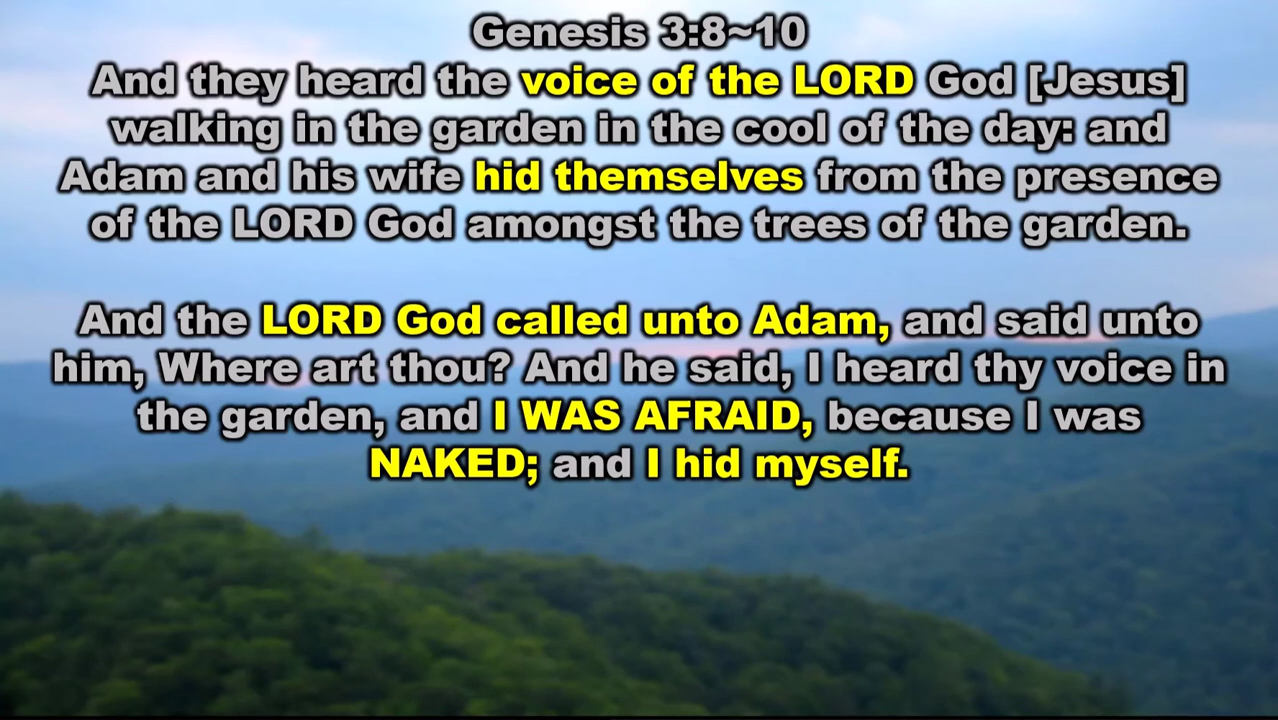 Genesis 3:8~10
And they heard the voice of the LORD God [Jesus]
walking in the garden in the cool of the day: and
Adam and his wife hid themselves from the presence
of the LORD God amongst the trees of the garden.
And the LORD God called unto Adam, and said unto
him, Where art thou? And he said, I heard thy voice in
the garden, and I WAS AFRAID, because I was
NAKED; and I hid myself.